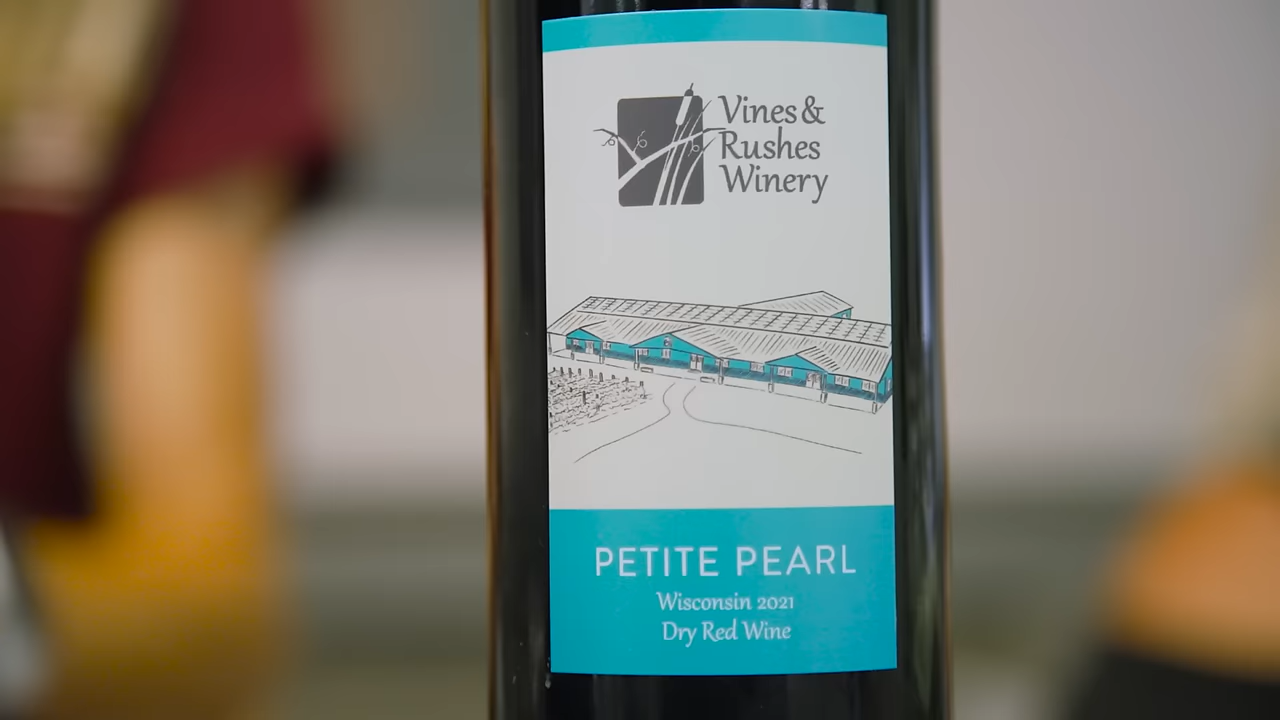 Vines &
Rushes
Winery
PETITE PEARL
Wisconsin 2021
Dry Red Wine